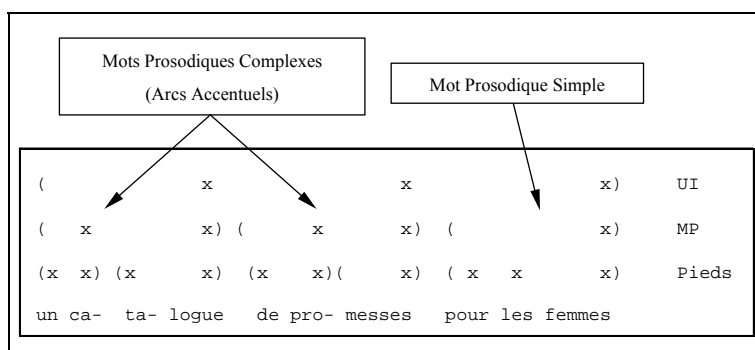 Mots Prosodiques Complexes
(Arcs Accentuels)
Mot Prosodique Simple
( x x x) UI
( x x) ( x x) ( x) MP
(x x) (x x) (x x)( x) ( x x x) Pieds
un ca- ta- logue de pro- messes pour les femmes